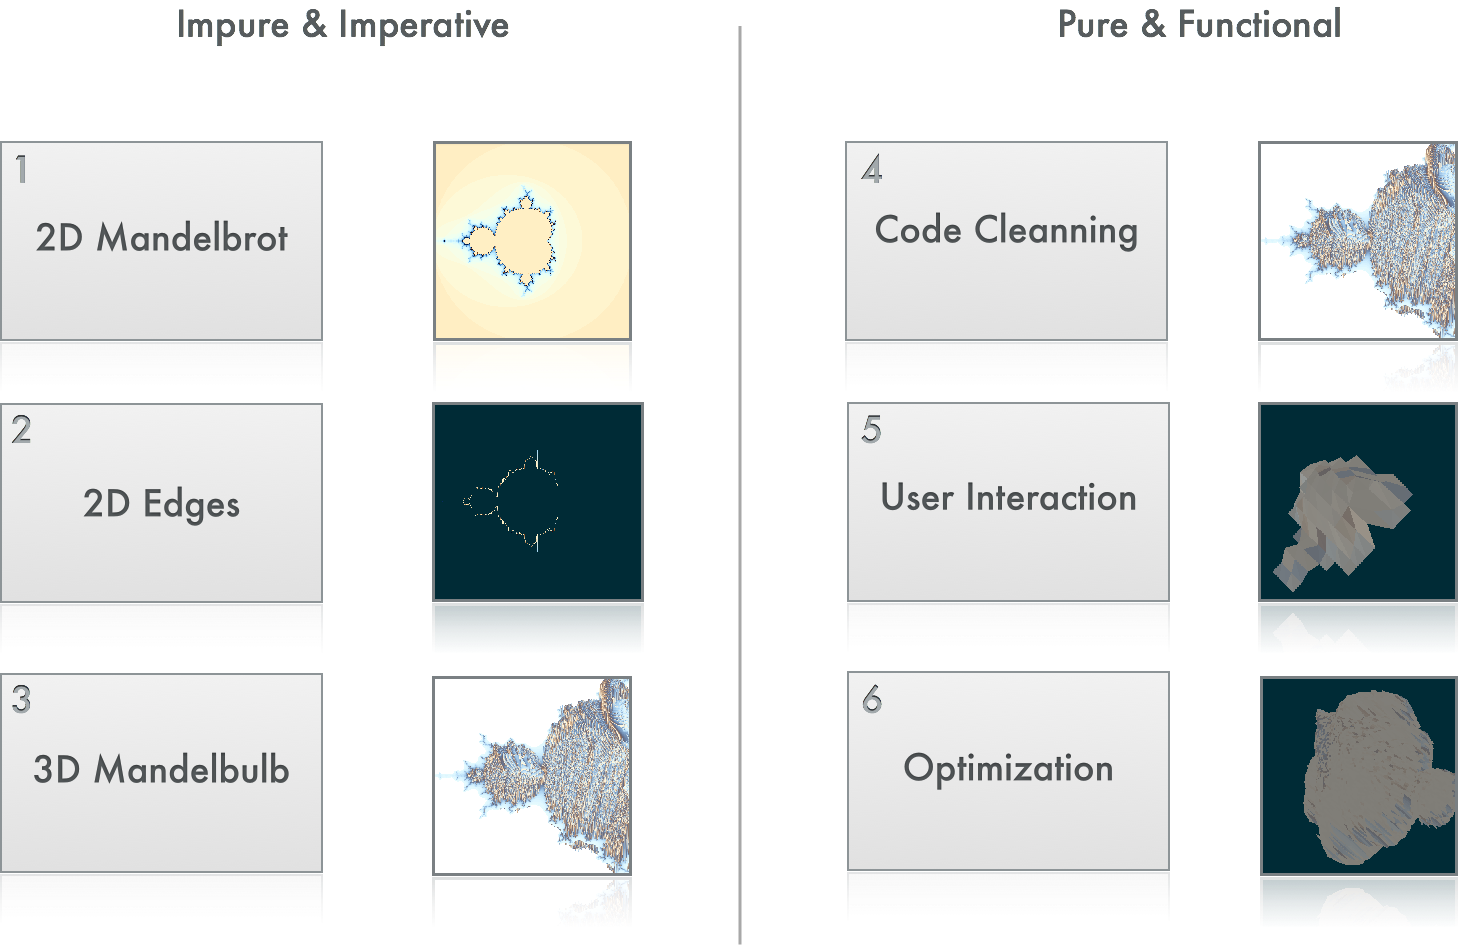 Impure & Imperative
1
2D Mandelbrot
2
2D Edges
3
3D Mandelbulb
Pure & Functional
4
Code Cleanning
5
User Interaction
6
Optimization